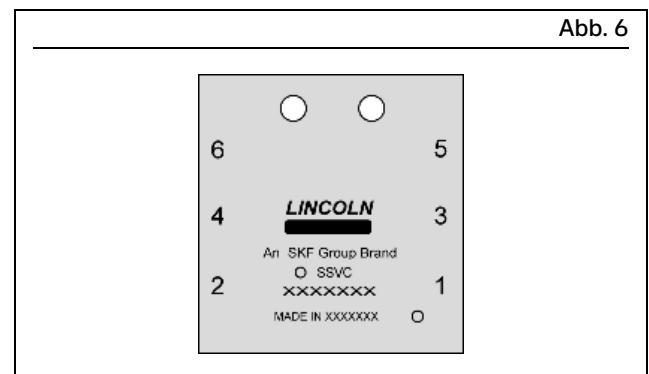 Abb. 6
6 5
LINCOLN
4 3
An SKF Group Brand
O SSVC
2 1
XXXXXXX
MADE IN XXXXXXX O